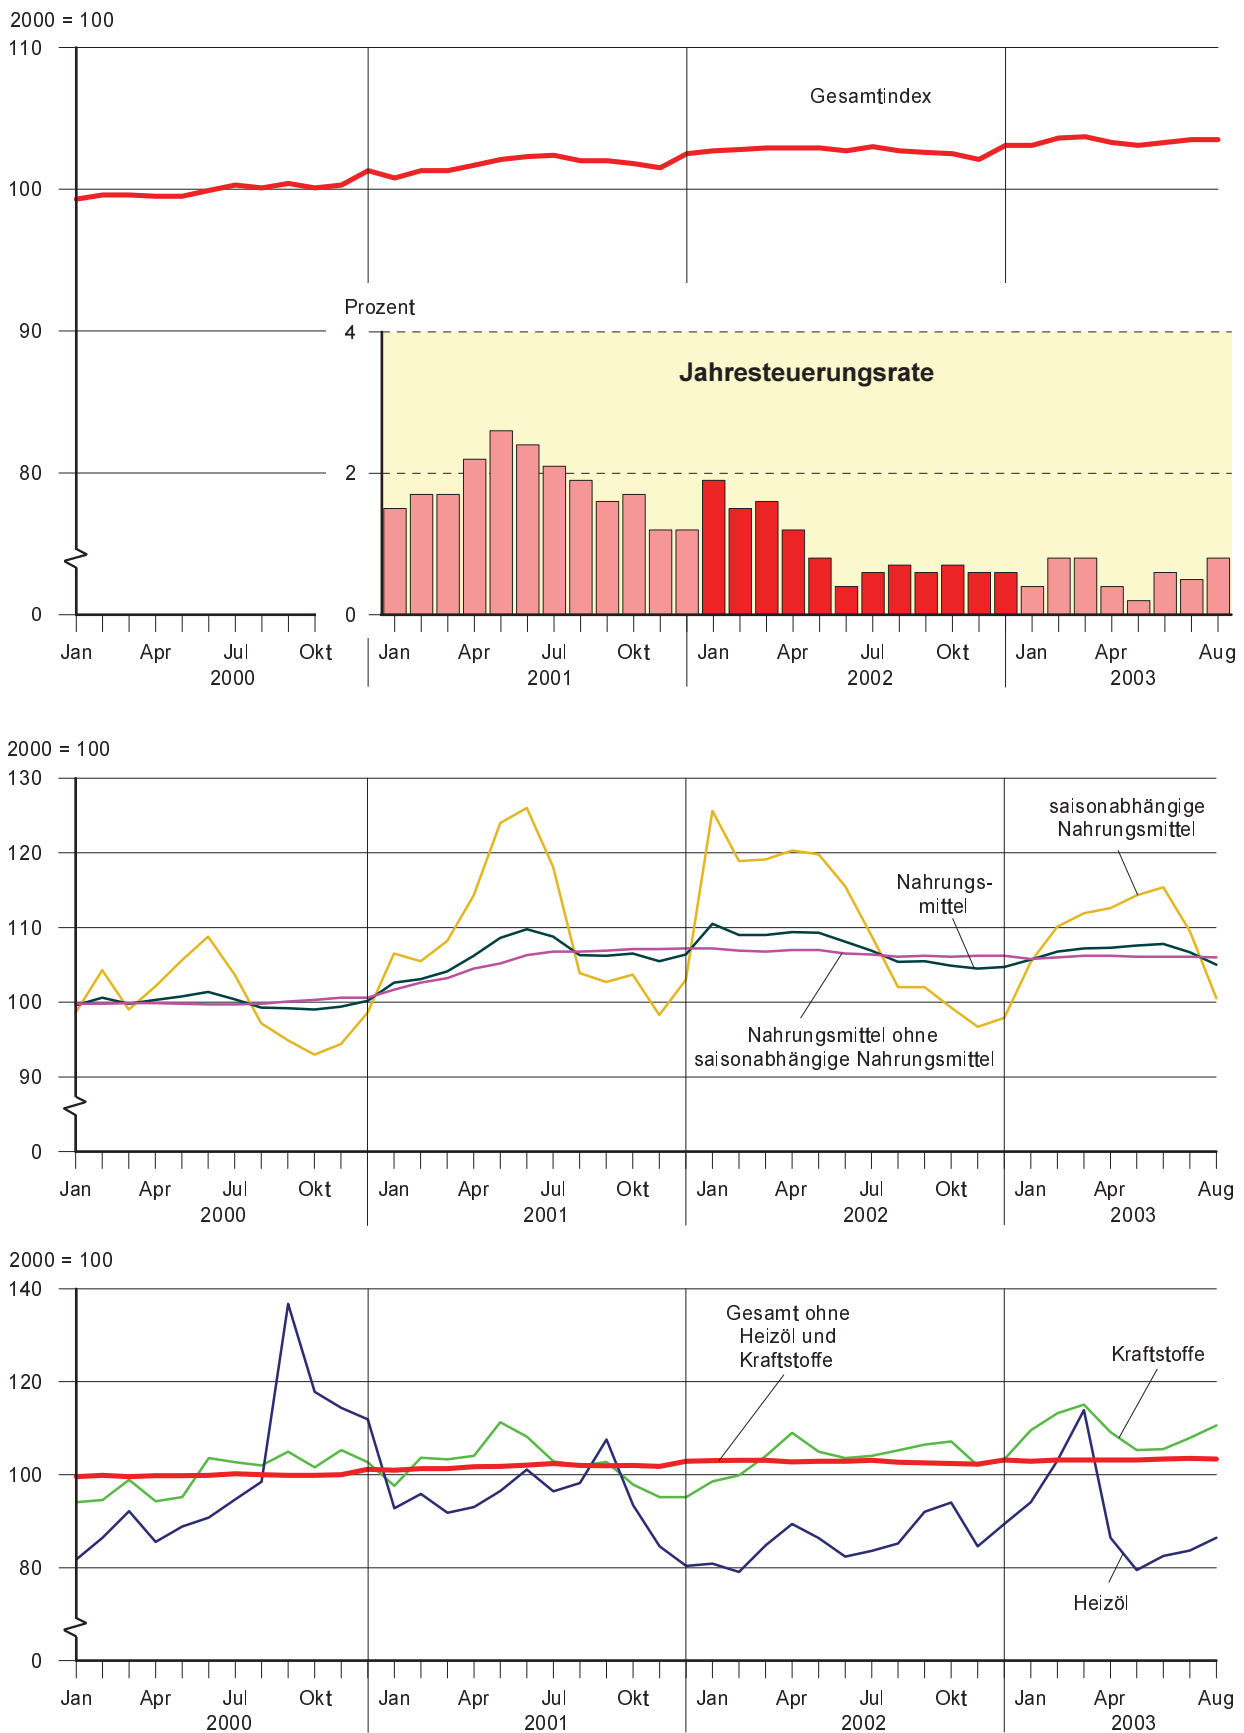 2000 = 100
110
Gesamtindex
100
Prozent
90
4
Jahresteuerungsrate
80
2
0
0
Jan Apr Jul Okt Jan Apr Jul Okt Jan Apr Jul Okt Jan Apr Aug
2000 2001 2002 2003
2000 = 100
130
saisonabhängige
Nahrungsmittel
120
Nahrungs-
mittel
110
100
Nahrungsmittel ohne
saisonabhängige Nahrungsmittel
90
0
Jan Apr Jul Okt Jan Apr Jul Okt Jan Apr Jul Okt Jan Apr Aug
2000 2001 2002 2003
2000 = 100
140
Gesamt ohne
Heizöl und
Kraftstoffe
Kraftstoffe
120
100
80
Heizöl
0
Jan Apr Jul Okt Jan Apr Jul Okt Jan Apr Jul Okt Jan Apr Aug
2000 2001 2002 2003